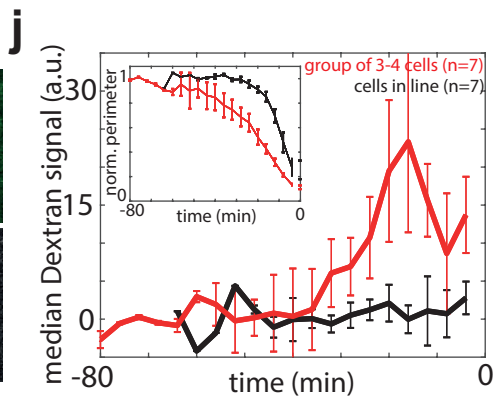 j
group of 3-4 cells (n=7)
cells in line (n=7)
median Dextran signal (a.u.)
30
15
0
-80
0
time (min)
norm. perimeter
1
0
-80
0
time (min)